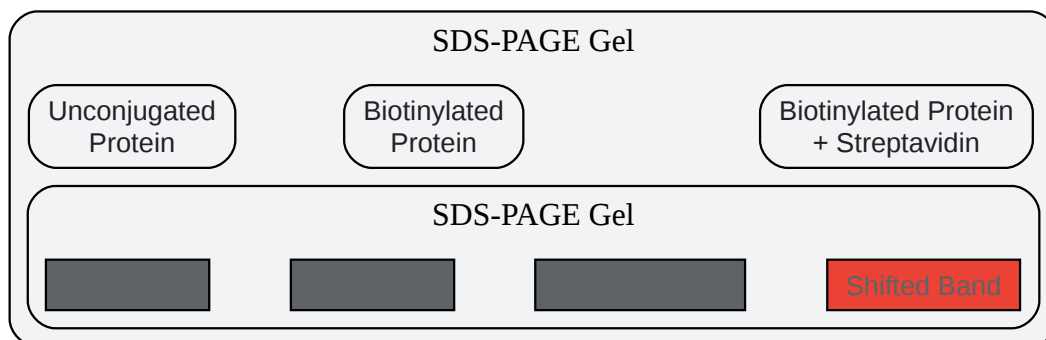 SDS-PAGE Gel
Unconjugated
Protein
Biotinylated
Protein
Biotinylated Protein
+ Streptavidin
SDS-PAGE Gel
Shifted Band